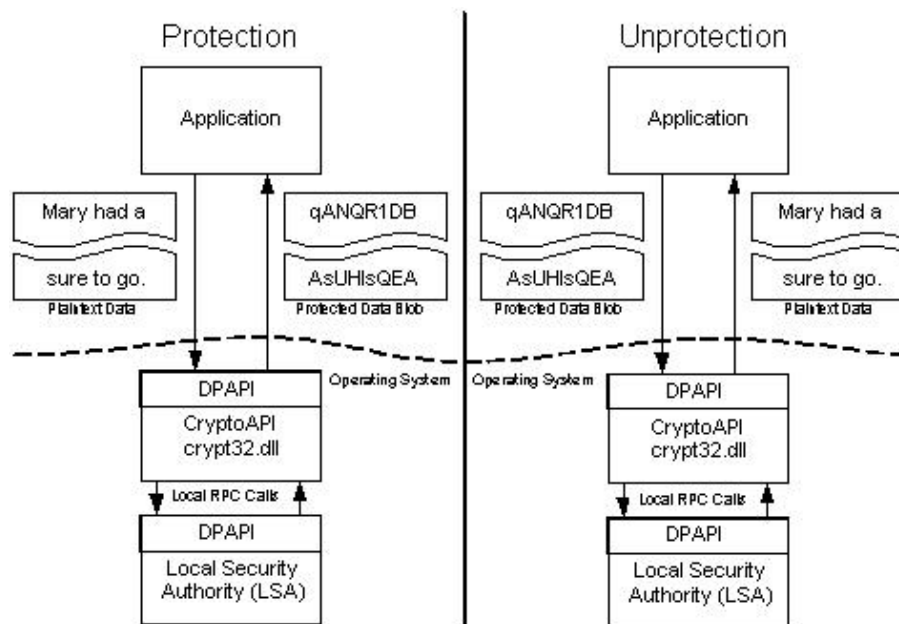 Protection
Application
Mary had a
sure to go.
Plaintext Data
qANQR1DB
AsUHIsQEA
Protected Data Blob
Operating System
DPAPI
CryptoAPI
crypt32.dll
Local RPC Calls
DPAPI
Local Security
Authority (LSA)
Unprotection
Application
qANQR1DB
AsUHIsQEA
Protected Data Blob
Mary had a
sure to go.
Plaintext Data
Operating System
DPAPI
CryptoAPI
crypt32.dll
Local RPC Calls
DPAPI
Local Security
Authority (LSA)